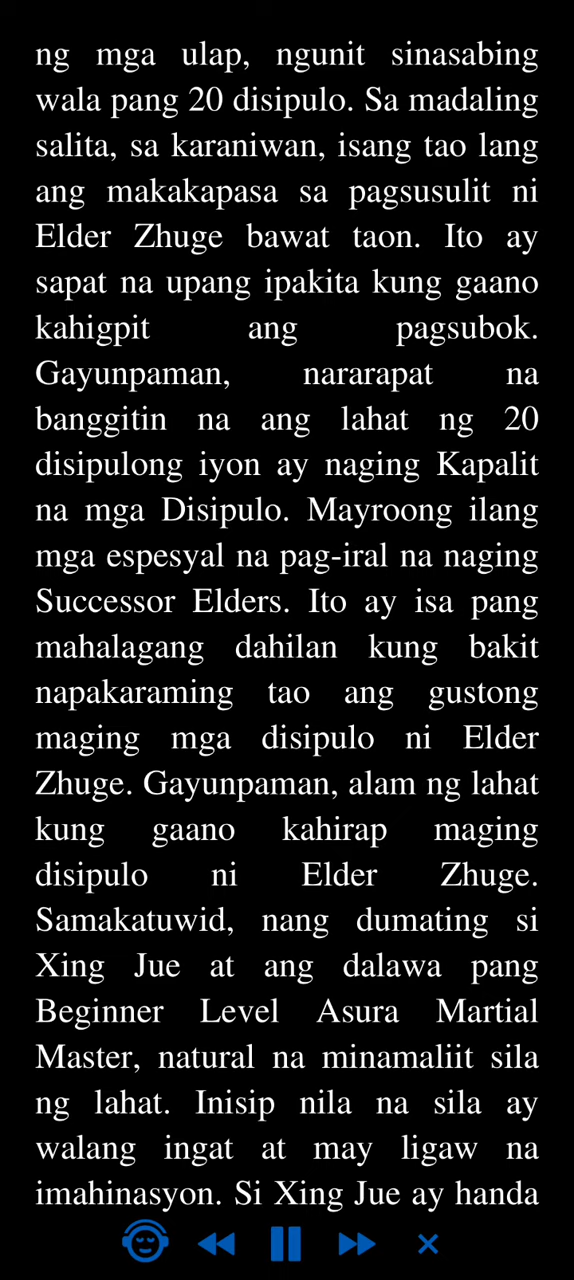 ng mga ulap, ngunit sinasabing
wala pang 20 disipulo. Sa madaling
salita, sa karaniwan, isang tao lang
ang makakapasa sa pagsusulit ni
Elder Zhuge bawat taon. Ito ay
sapat na upang ipakita kung gaano
kahigpit ang pagsubok.
Gayunpaman, nararapat na
banggitin na ang lahat ng 20
disipulong iyon ay naging Kapalit
na mga Disipulo. Mayroong ilang
mga espesyal na pag-iral na naging
Successor Elders. Ito ay isa pang
mahalagang dahilan kung bakit
napakaraming tao ang gustong
maging mga disipulo ni Elder
Zhuge. Gayunpaman, alam ng lahat
kung gaano kahirap maging
disipulo ni Elder Zhuge.
Samakatuwid, nang dumating si
Xing Jue at ang dalawa pang
Beginner Level Asura Martial
Master, natural na minamaliit sila
ng lahat. Inisip nila na sila ay
walang ingat at may ligaw na
imahinasyon. Si Xing Jue ay handa